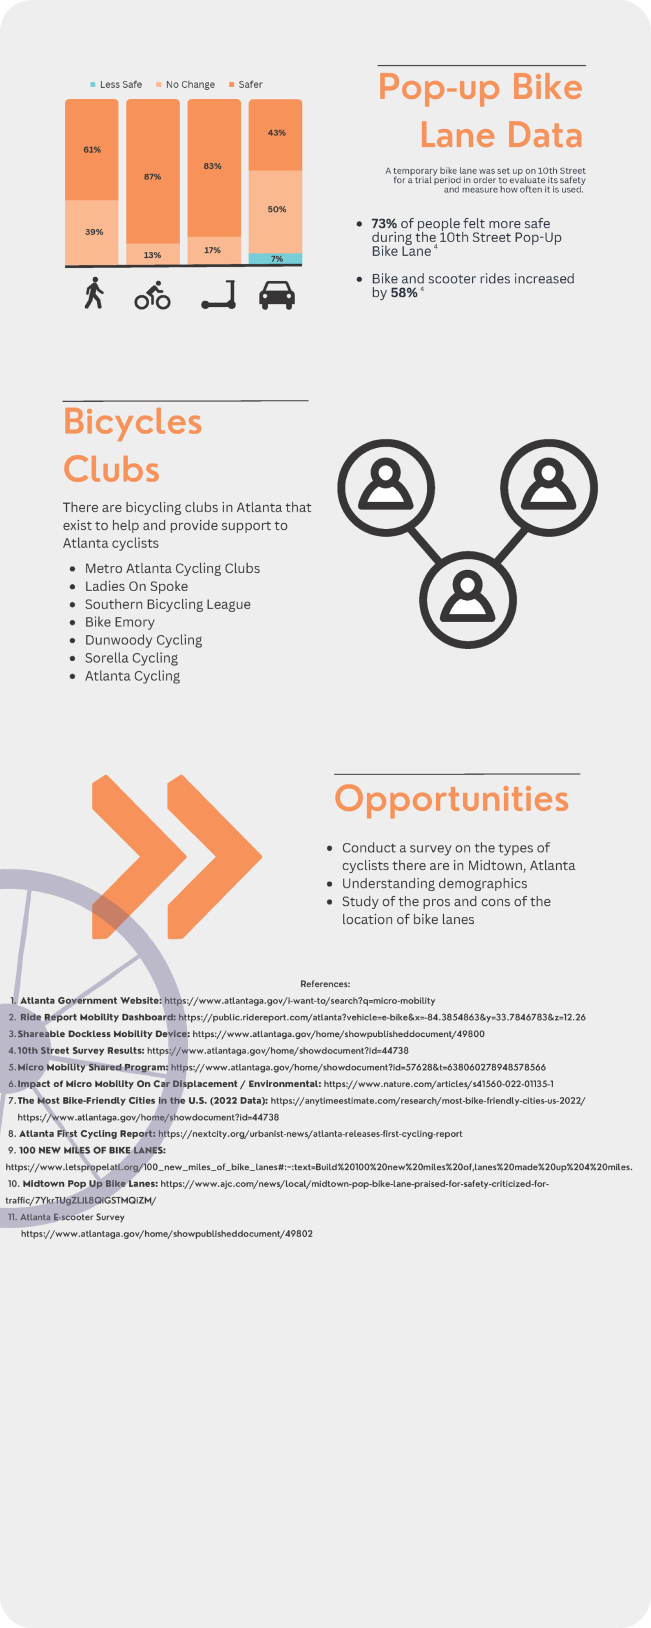 Less Safe No Change Safer
61%
39%
87%
13%
83%
17%
43%
50%
7%
Pop-up Bike
Lane Data
A temporary bike lane was set up on 10th Street
for a trial period in order to evaluate its safety
and measure how often it is used.
• 73% of people felt more safe
during the 10th Street Pop-Up
Bike Lane 4
• Bike and scooter rides increased
by 58% 4
Bicycles
Clubs
There are bicycling clubs in Atlanta that
exist to help and provide support to
Atlanta cyclists
• Metro Atlanta Cycling Clubs
• Ladies On Spoke
• Southern Bicycling League
• Bike Emory
• Dunwoody Cycling
• Sorella Cycling
• Atlanta Cycling
Opportunities
• Conduct a survey on the types of
cyclists there are in Midtown, Atlanta
• Understanding demographics
• Study of the pros and cons of the
location of bike lanes
References:
1. Atlanta Government Website: https://www.atlantaga.gov/i-want-to/search?q=micro-mobility
2. Ride Report Mobility Dashboard: https://public.ridereport.com/atlanta?vehicle=e-bike&x=-84.3854863&y=33.7846783&z=12.26
3. Shareable Dockless Mobility Device: https://www.atlantaga.gov/home/showpublisheddocument/49800
4. 10th Street Survey Results: https://www.atlantaga.gov/home/showdocument?id=44738
5. Micro Mobility Shared Program: https://www.atlantaga.gov/home/showdocument?id=57628&t=638060278948578566
6. Impact of Micro Mobility On Car Displacement / Environmental: https://www.nature.com/articles/s41560-022-01135-1
7. The Most Bike-Friendly Cities in the U.S. (2022 Data): https://anytimeestimate.com/research/most-bike-friendly-cities-us-2022/
https://www.atlantaga.gov/home/showdocument?id=44738
8. Atlanta First Cycling Report: https://nextcity.org/urbanist-news/atlanta-releases-first-cycling-report
9. 100 NEW MILES OF BIKE LANES:
https://www.letspropelatl.org/100_new_miles_of_bike_lanes#:~:text=Build%20100%20new%20miles%20of,lanes%20made%20up%204%20miles.
10. Midtown Pop Up Bike Lanes: https://www.ajc.com/news/local/midtown-pop-bike-lane-praised-for-safety-criticized-for-
traffic/7YkrTUgZLJL8QiGSTMQiZM/
11. Atlanta E-scooter Survey
https://www.atlantaga.gov/home/showpublisheddocument/49802